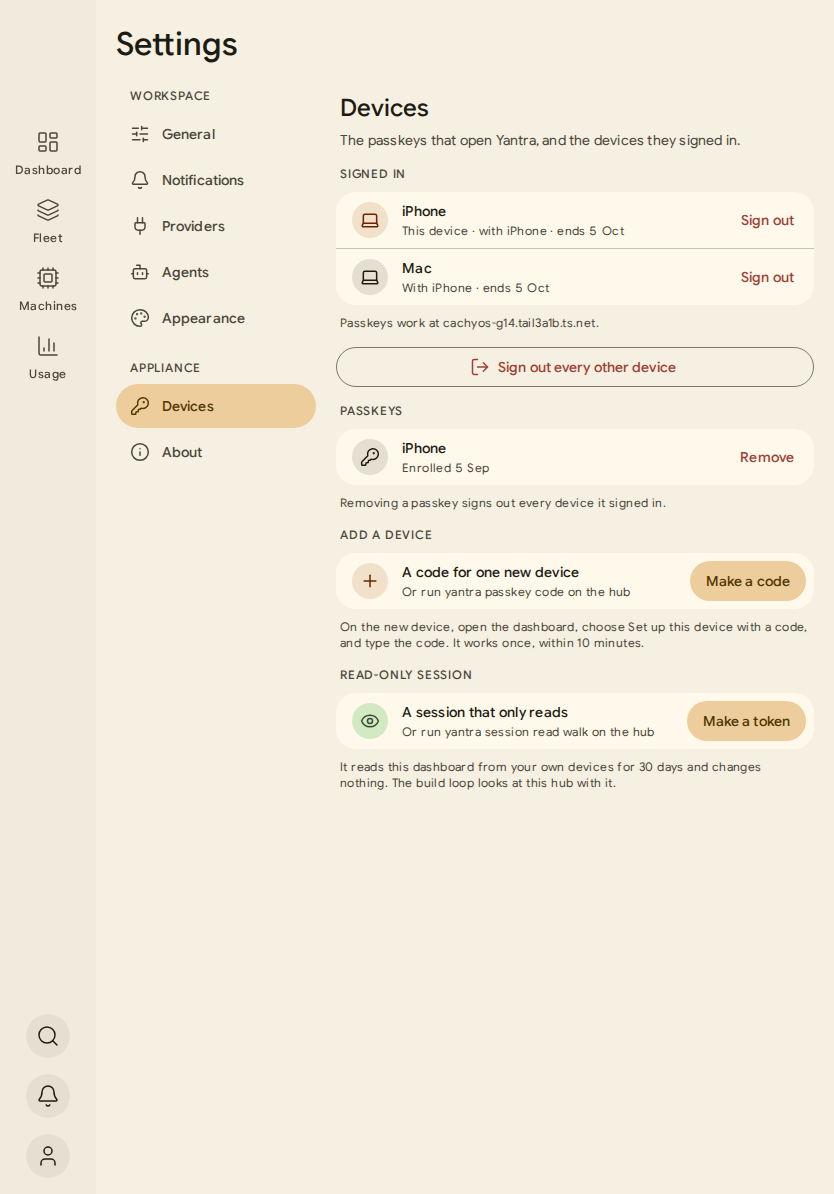 Settings
Dashboard
Fleet
Machines
Usage
WORKSPACE
General
Notifications
Providers
Agents
Appearance
APPLIANCE
Devices
About
Devices
The passkeys that open Yantra, and the devices they signed in.
SIGNED IN
iPhone
This device · with iPhone · ends 5 Oct
Sign out
Mac
With iPhone · ends 5 Oct
Sign out
Passkeys work at cachyos-g14.tail3a1b.ts.net.
Sign out every other device
PASSKEYS
iPhone
Enrolled 5 Sep
Remove
Removing a passkey signs out every device it signed in.
ADD A DEVICE
A code for one new device
Or run yantra passkey code on the hub
Make a code
On the new device, open the dashboard, choose Set up this device with a code,
and type the code. It works once, within 10 minutes.
READ-ONLY SESSION
A session that only reads
Or run yantra session read walk on the hub
Make a token
It reads this dashboard from your own devices for 30 days and changes
nothing. The build loop looks at this hub with it.